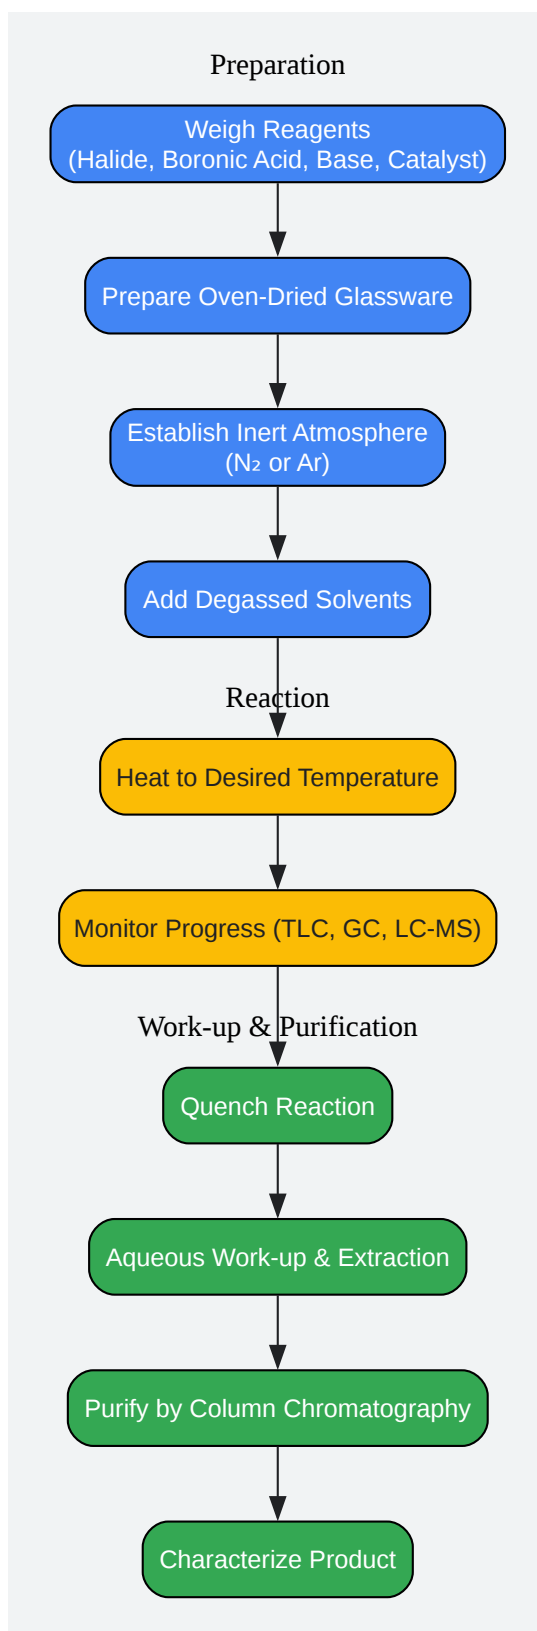 Preparation
Weigh Reagents
(Halide, Boronic Acid, Base, Catalyst)
Prepare Oven-Dried Glassware
Establish Inert Atmosphere
(N₂ or Ar)
Add Degassed Solvents
Reaction
Heat to Desired Temperature
Monitor Progress (TLC, GC, LC-MS)
Work-up & Purification
Quench Reaction
Aqueous Work-up & Extraction
Purify by Column Chromatography
Characterize Product